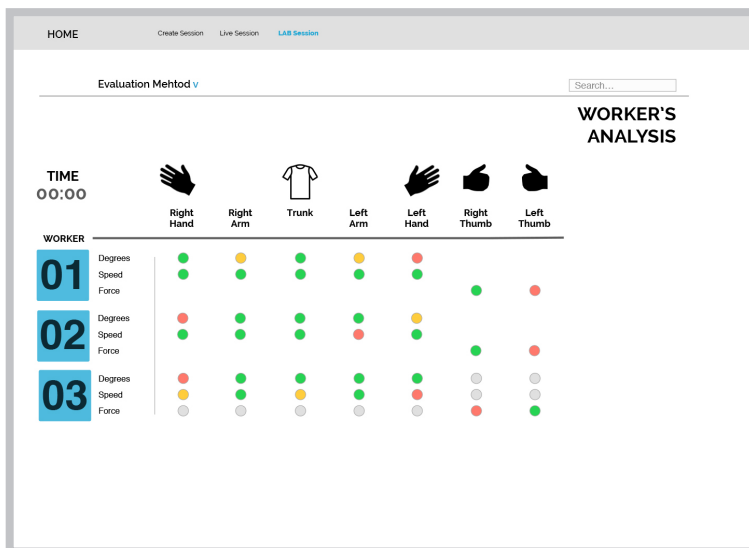 HOME Create Session Live Session LAB Session
Evaluation Mehtod v Search...
WORKER'S
ANALYSIS
TIME
00:00
Right Hand Right Arm Trunk Left Arm Left Hand Right Thumb Left Thumb
WORKER
01
Degrees
Speed
Force
02
Degrees
Speed
Force
03
Degrees
Speed
Force